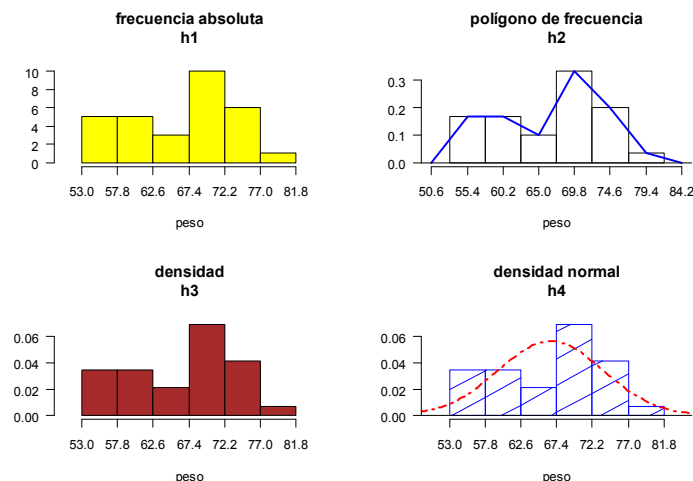 frecuencia absoluta
h1
10
8
6
4
2
0
53.0 57.8 62.6 67.4 72.2 77.0 81.8
peso
polígono de frecuencia
h2
0.3
0.2
0.1
0.0
50.6 55.4 60.2 65.0 69.8 74.6 79.4 84.2
peso
densidad
h3
0.06
0.04
0.02
0.00
53.0 57.8 62.6 67.4 72.2 77.0 81.8
peso
densidad normal
h4
0.06
0.04
0.02
0.00
53.0 57.8 62.6 67.4 72.2 77.0 81.8
peso